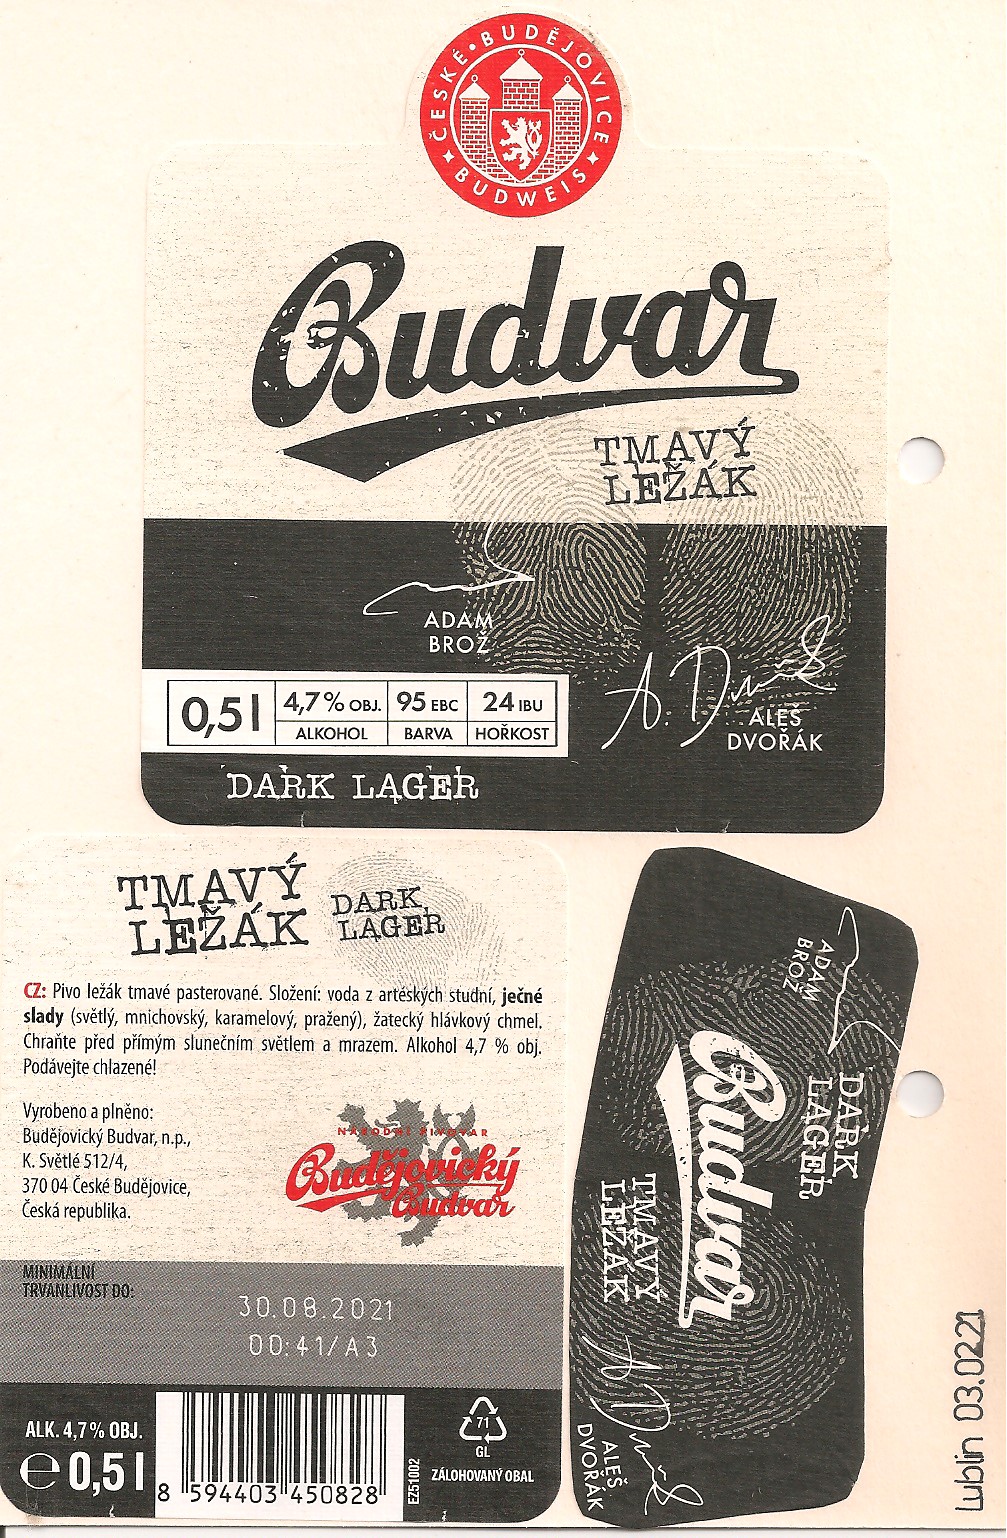 ČESKÉ • BUDĚJOVICE
BUDWEIS
Budvar
TMAVÝ
LEŽÁK
ADAM
BROŽ
A. Dvořák
ALEŠ
DVOŘÁK
0,5 l
4,7 % OBJ.
ALKOHOL
95 EBC
BARVA
24 IBU
HOŘKOST
DARK LAGER
TMAVÝ
LEŽÁK
DARK
LAGER
CZ: Pivo ležák tmavé pasterované. Složení: voda z artéských studní, ječné
slady (světlý, mnichovský, karamelový, pražený), žatecký hlávkový chmel.
Chraňte před přímým slunečním světlem a mrazem. Alkohol 4,7 % obj.
Podávejte chlazené!
Vyrobeno a plněno:
Budějovický Budvar, n.p.,
K. Světlé 512/4,
370 04 České Budějovice,
Česká republika.
NÁRODNÍ PIVOVAR
Budějovický
Budvar
MINIMÁLNÍ
TRVANLIVOST DO:
30.08.2021
00:41/A3
ALK. 4,7 % OBJ.
e 0,5 l
8 594403 450828
EZ51002
71
GL
ZÁLOHOVANÝ OBAL
ADAM
BROŽ
DARK
LAGER
Budvar
TMAVÝ
LEŽÁK
A. Dvořák
ALEŠ
DVOŘÁK
Lublin 03.0221